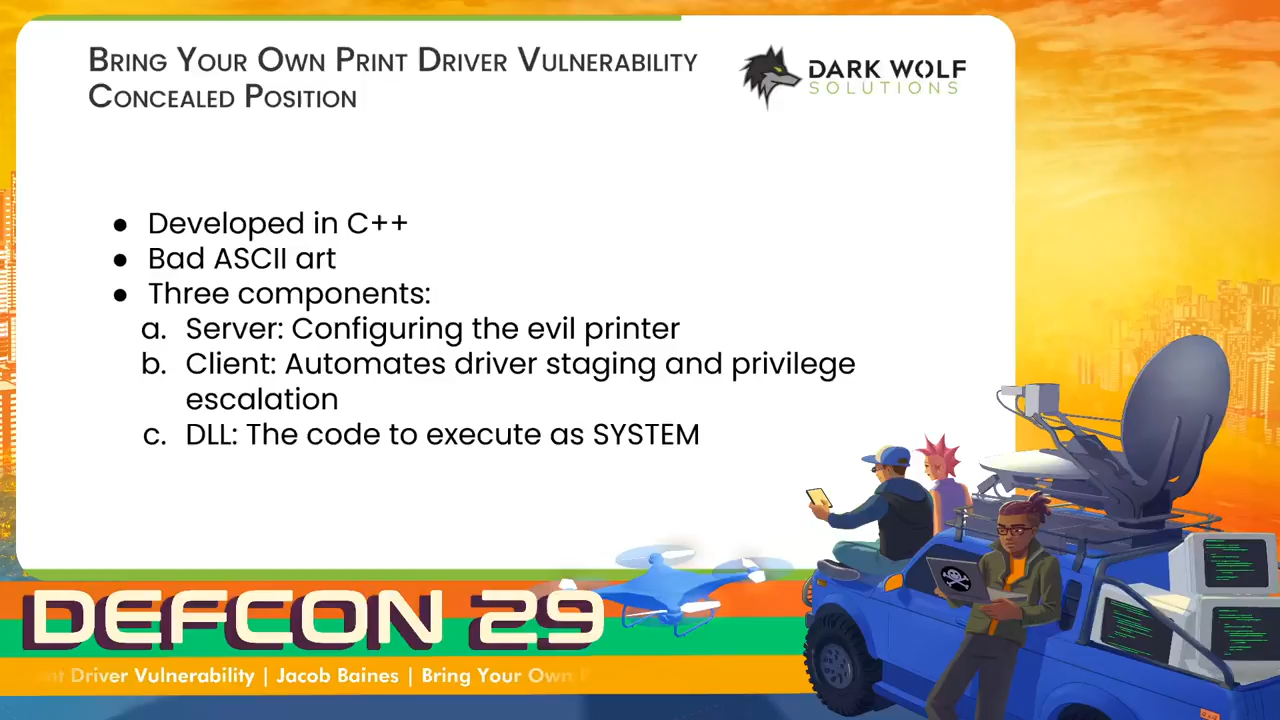 Bring Your Own Print Driver Vulnerability
Concealed Position
DARK WOLF
SOLUTIONS
● Developed in C++
● Bad ASCII art
● Three components:
a. Server: Configuring the evil printer
b. Client: Automates driver staging and privilege
escalation
c. DLL: The code to execute as SYSTEM
DEFCON 29
Driver Vulnerability | Jacob Baines | Bring Your Own